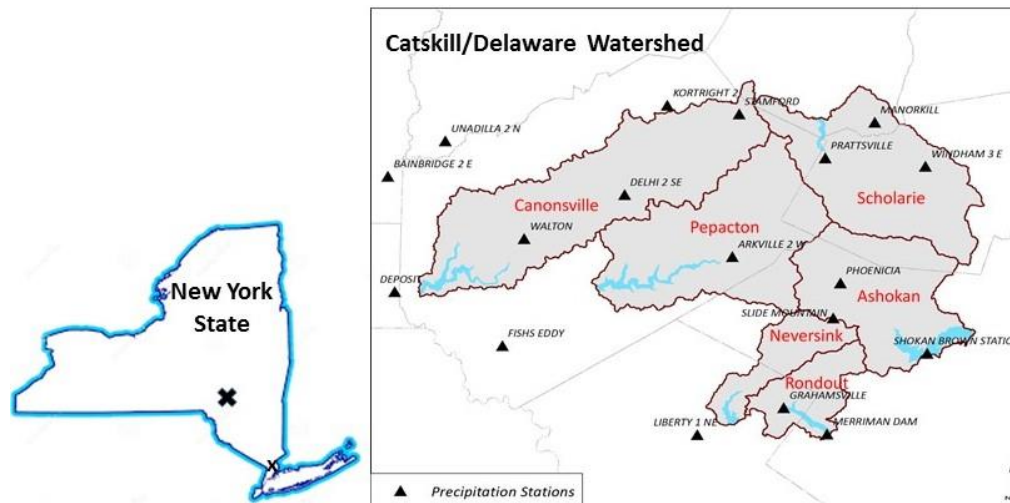 Catskill/Delaware Watershed
KORTRIGHT 2
STAMFORD
MANORKILL
UNADILLA 2 N
PRATTSVILLE
WINDHAM 3 E
BAINBRIDGE 2 E
DELHI 2 SE
Canonsville
Scholarie
WALTON
Pepacton
ARKVILLE 2 W
PHOENICIA
DEPOSIT
Ashokan
New York
State
SLIDE MOUNTAIN
FISHS EDDY
Neversink
SHOKAN BROWN STATIO
Rondout
GRAHAMSVILLE
LIBERTY 1 NE
MERRIMAN DAM
x
Precipitation Stations